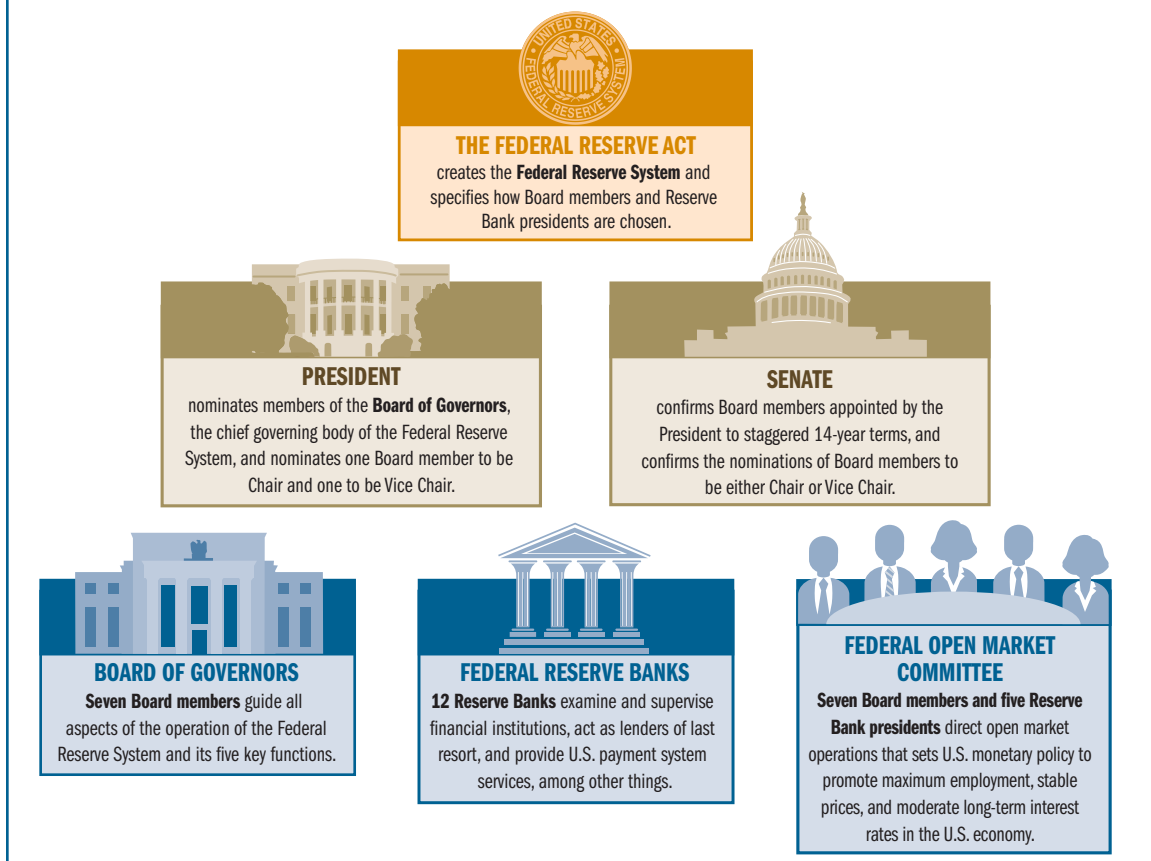 UNITED STATES
FEDERAL RESERVE SYSTEM
THE FEDERAL RESERVE ACT
creates the Federal Reserve System and
specifies how Board members and Reserve
Bank presidents are chosen.
PRESIDENT
nominates members of the Board of Governors,
the chief governing body of the Federal Reserve
System, and nominates one Board member to be
Chair and one to be Vice Chair.
SENATE
confirms Board members appointed by the
President to staggered 14-year terms, and
confirms the nominations of Board members to
be either Chair or Vice Chair.
BOARD OF GOVERNORS
Seven Board members guide all
aspects of the operation of the Federal
Reserve System and its five key functions.
FEDERAL RESERVE BANKS
12 Reserve Banks examine and supervise
financial institutions, act as lenders of last
resort, and provide U.S. payment system
services, among other things.
FEDERAL OPEN MARKET
COMMITTEE
Seven Board members and five Reserve
Bank presidents direct open market
operations that sets U.S. monetary policy to
promote maximum employment, stable
prices, and moderate long-term interest
rates in the U.S. economy.